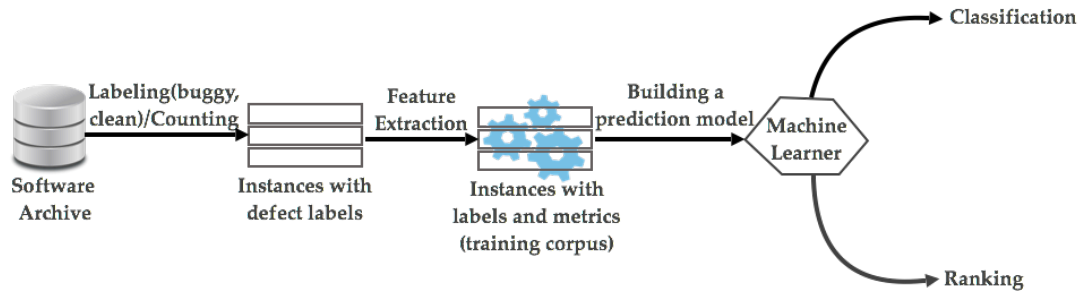 Classification
Labeling(buggy,
clean)/Counting
Feature
Extraction
Building a
prediction model
Machine
Learner
Software
Archive
Instances with
defect labels
Instances with
labels and metrics
(training corpus)
Ranking